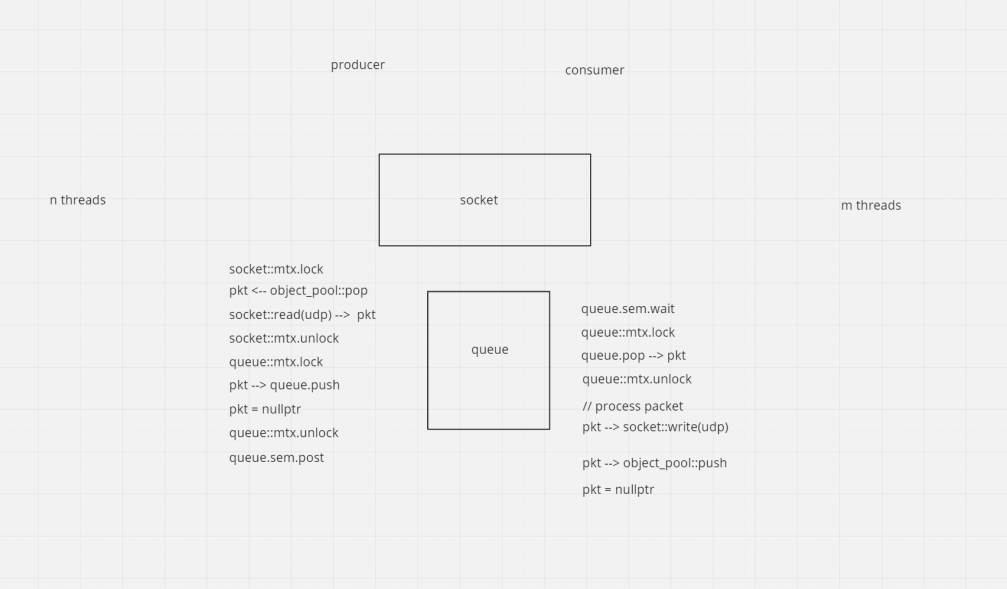 producer
consumer
n threads
socket
m threads
socket::mtx.lock
pkt <-- object_pool::pop
socket::read(udp) -->  pkt
socket::mtx.unlock
queue::mtx.lock
pkt --> queue.push
pkt = nullptr
queue::mtx.unlock
queue.sem.post
queue
queue.sem.wait
queue::mtx.lock
queue.pop --> pkt
queue::mtx.unlock
// process packet
pkt --> socket::write(udp)
pkt --> object_pool::push
pkt = nullptr